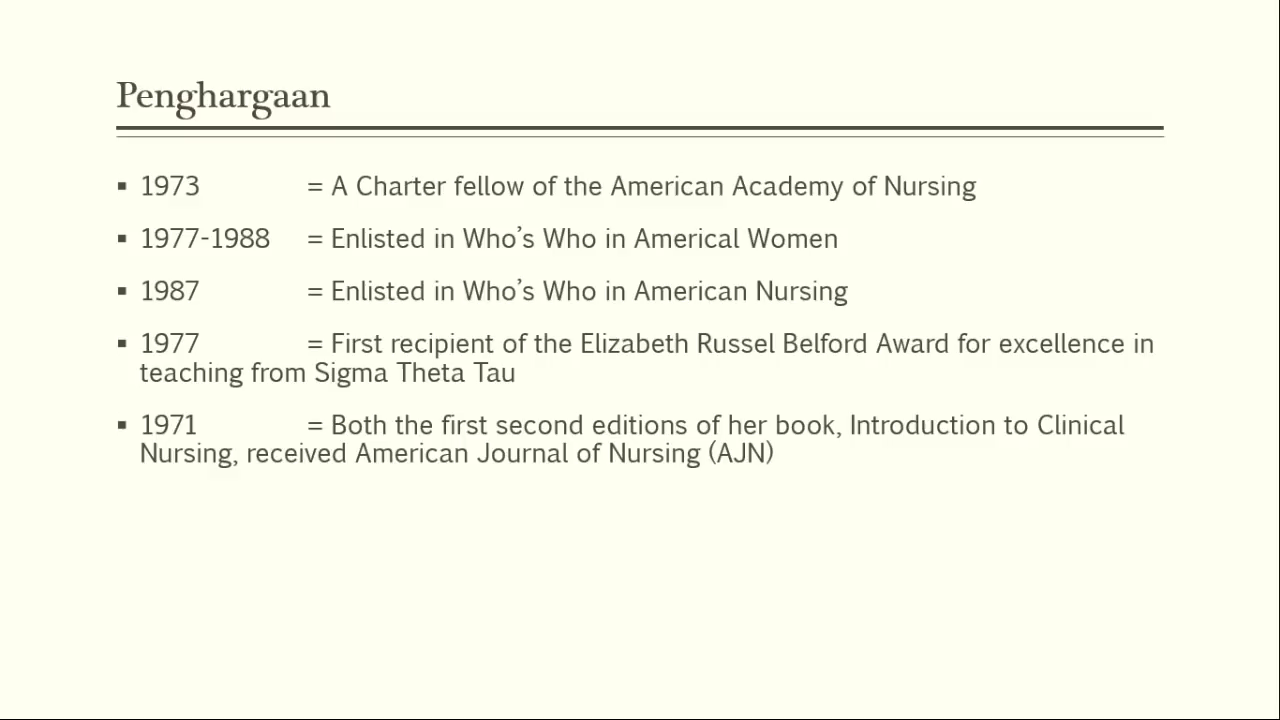 Penghargaan
▪ 1973 = A Charter fellow of the American Academy of Nursing
▪ 1977-1988 = Enlisted in Who’s Who in Americal Women
▪ 1987 = Enlisted in Who’s Who in American Nursing
▪ 1977 = First recipient of the Elizabeth Russel Belford Award for excellence in
teaching from Sigma Theta Tau
▪ 1971 = Both the first second editions of her book, Introduction to Clinical
Nursing, received American Journal of Nursing (AJN)